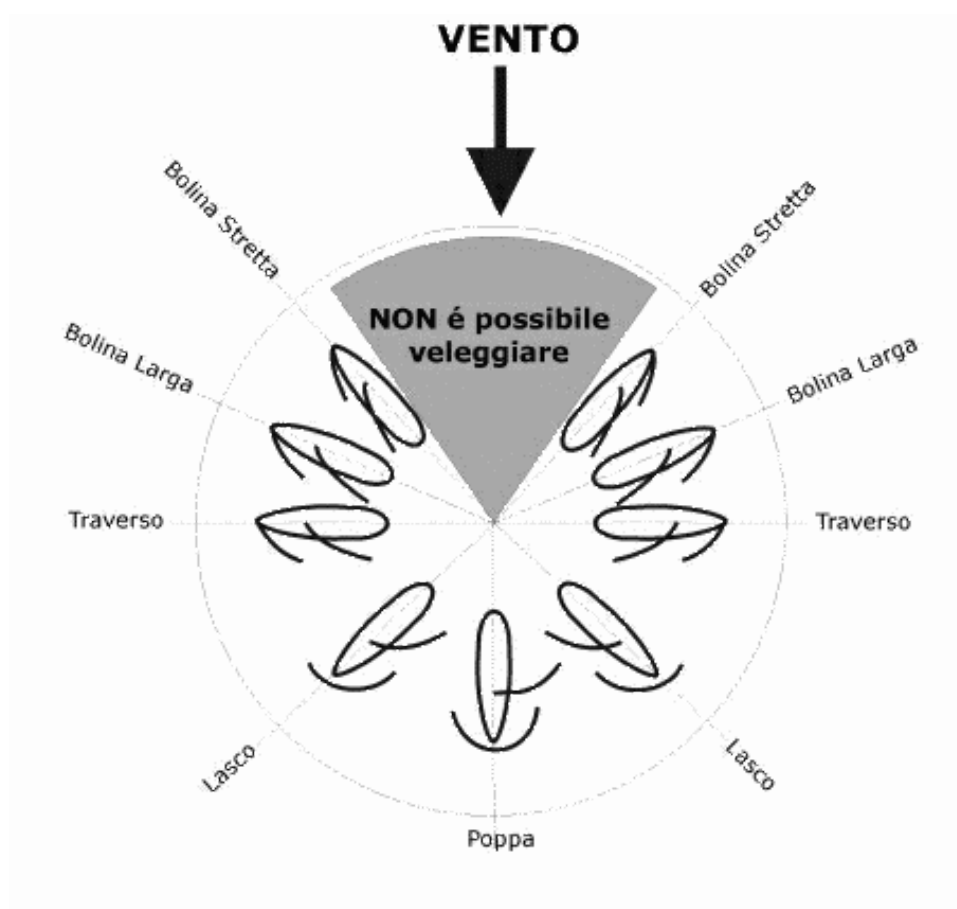 VENTO
Bolina Stretta
Bolina Stretta
NON é possibile
veleggiare
Bolina Larga
Bolina Larga
Traverso
Traverso
Lasco
Lasco
Poppa